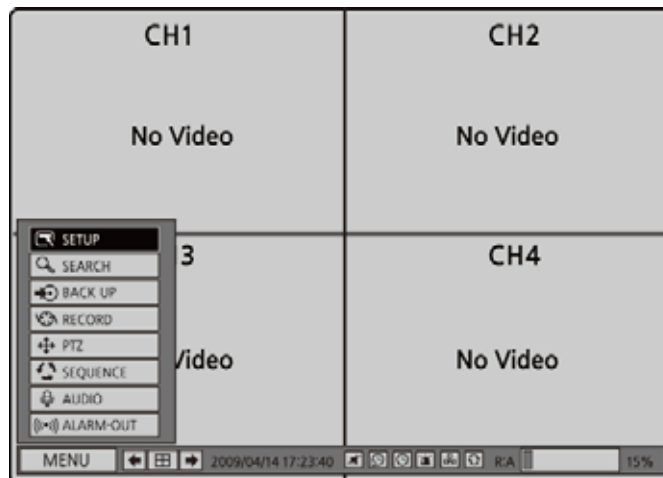 CH1
CH2
No Video
No Video
SETUP
SEARCH
BACK UP
RECORD
PTZ
SEQUENCE
AUDIO
ALARM-OUT
3
CH4
Video
No Video
MENU 2009/04/14 17:23:40 R:A 15%